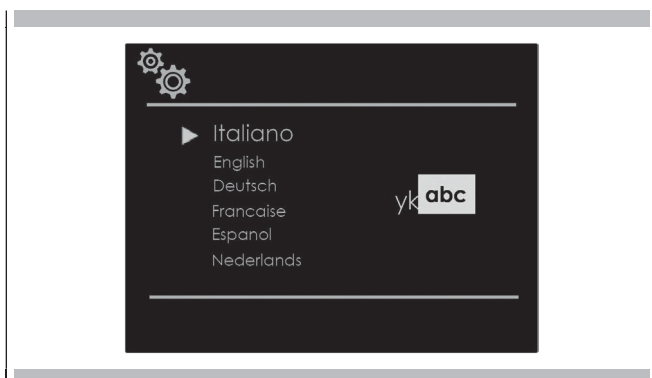 Italiano
English
Deutsch
Francaise
Espanol
Nederlands
yk abc